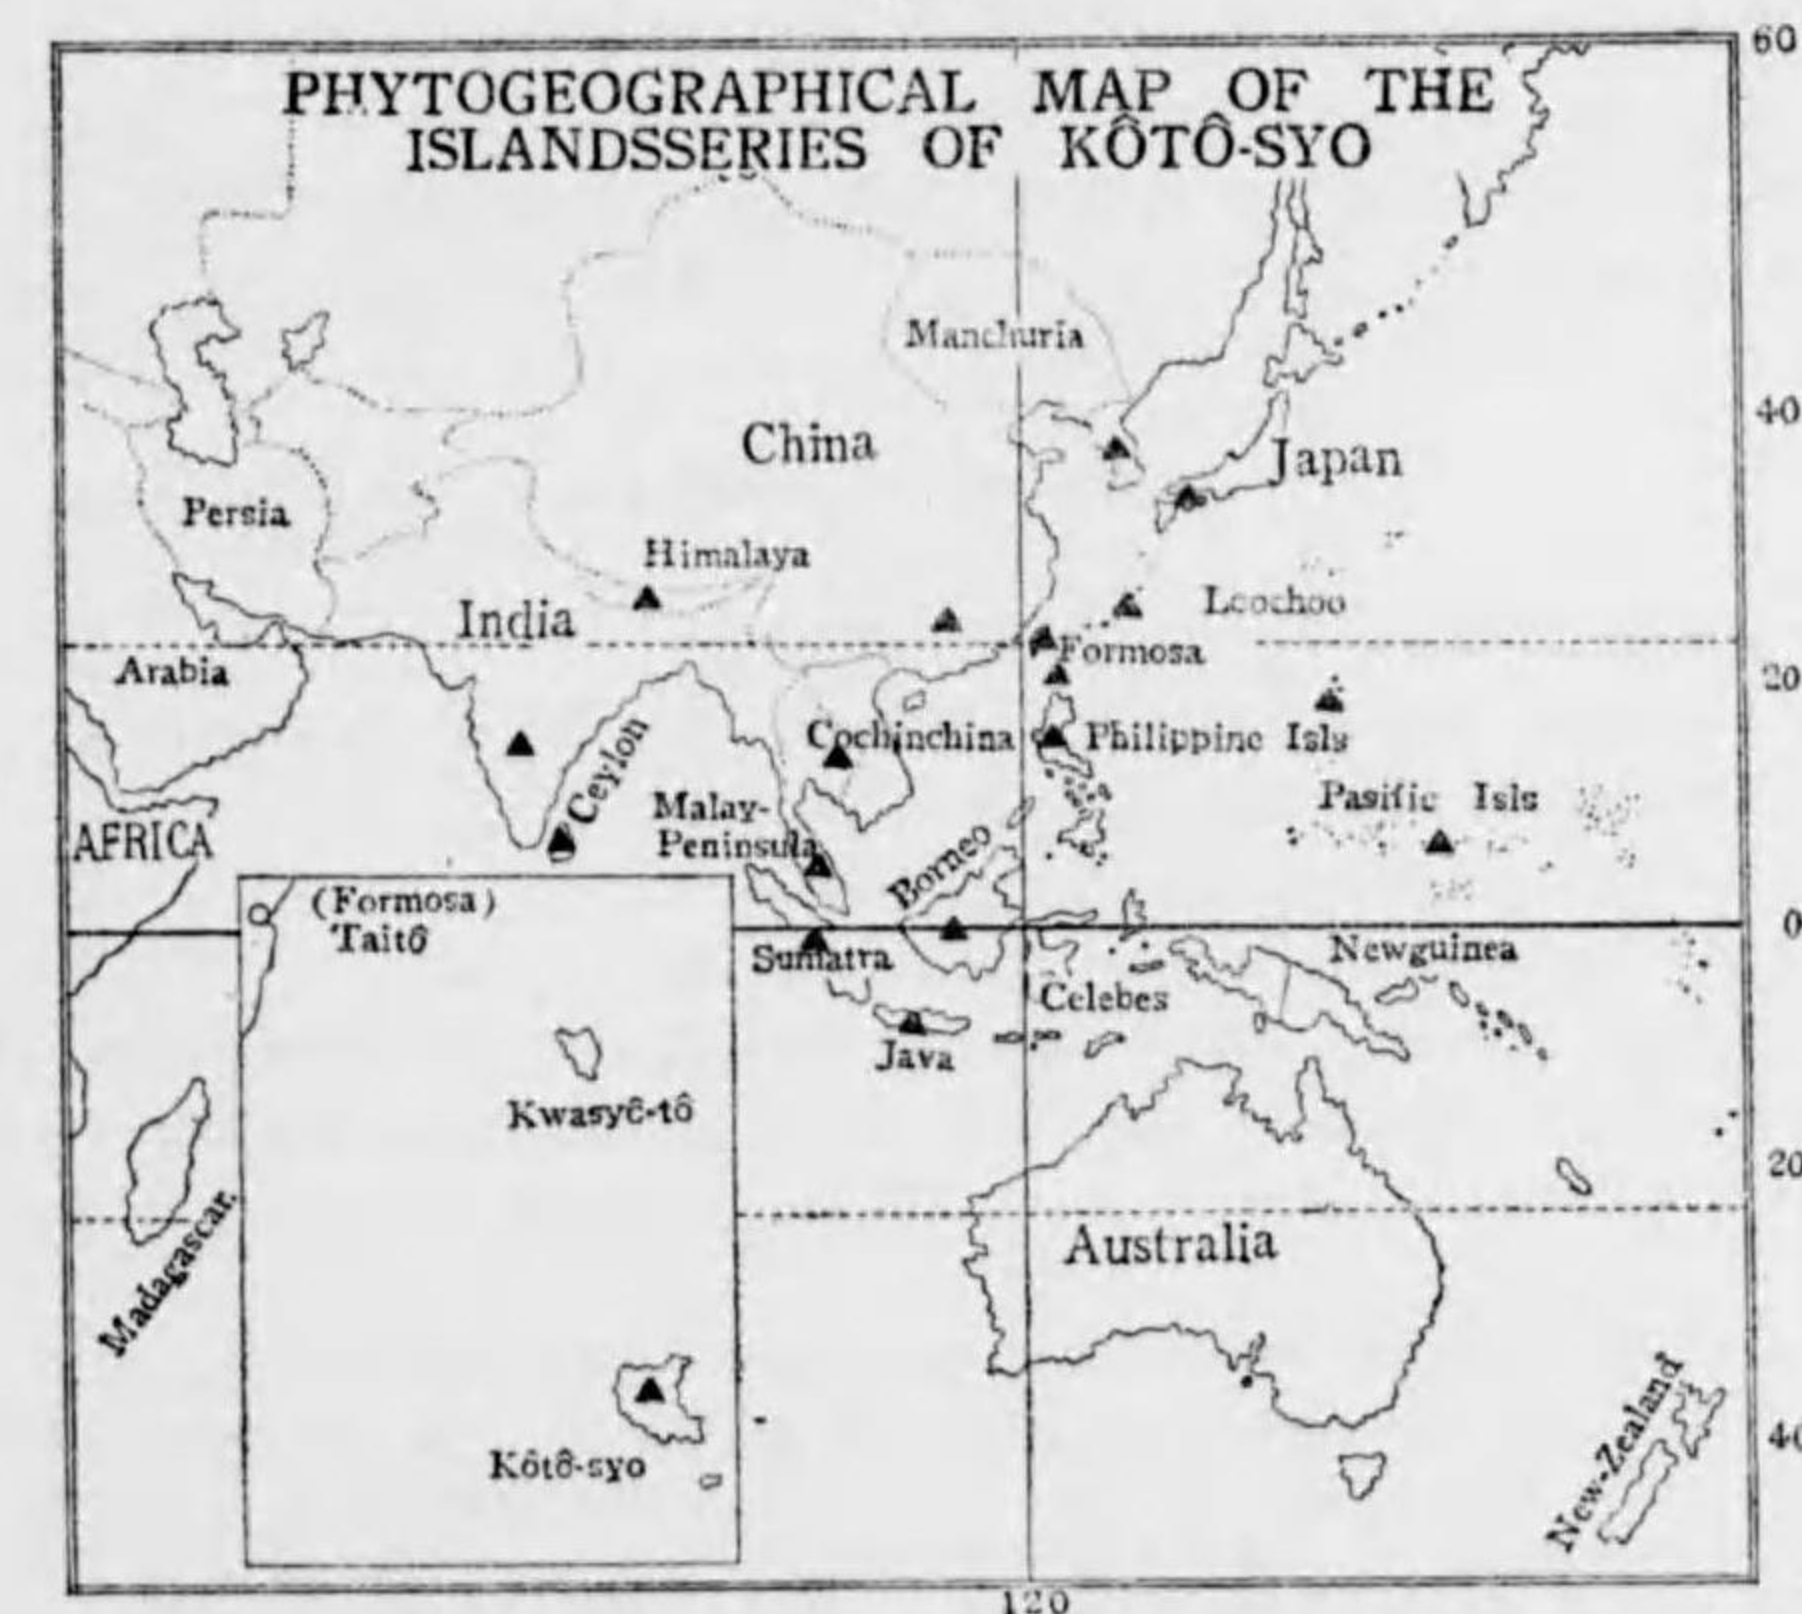 60
PHYTOGEOGRAPHICAL MAP OF THE
ISLANDSSERIES OF KÔTÔ-SYO
Manchuria
40
China
Japan
Persia
Himalaya
Loochoo
India
Formosa
Arabia
20
Cochinchina
Philippine Isls
Ceylon
Malay-
Peninsula
Pasific Isls
AFRICA
Borneo
(Formosa)
Taitô
0
Sumatra
Newguinea
Celebes
Java
Kwasyô-tô
20
Madagascar.
Australia
New-Zealand
40
Kôtô-syo
120